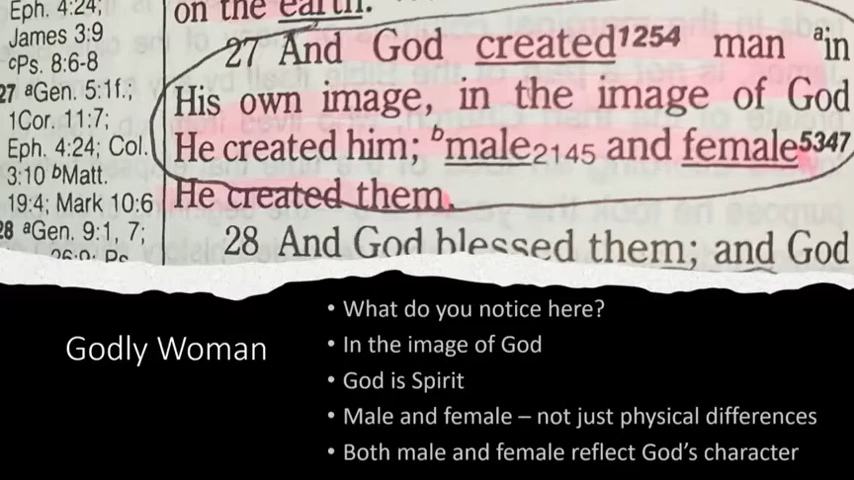 Eph. 4:24;
James 3:9
cPs. 8:6-8
27 aGen. 5:1f.;
1Cor. 11:7;
Eph. 4:24; Col.
3:10 bMatt.
19:4; Mark 10:6
28 aGen. 9:1, 7;
on the earth.
27 And God created1254 man ain
His own image, in the image of God
He created him; bmale2145 and female5347
He created them.
28 And God blessed them; and God
Godly Woman
• What do you notice here?
• In the image of God
• God is Spirit
• Male and female – not just physical differences
• Both male and female reflect God's character